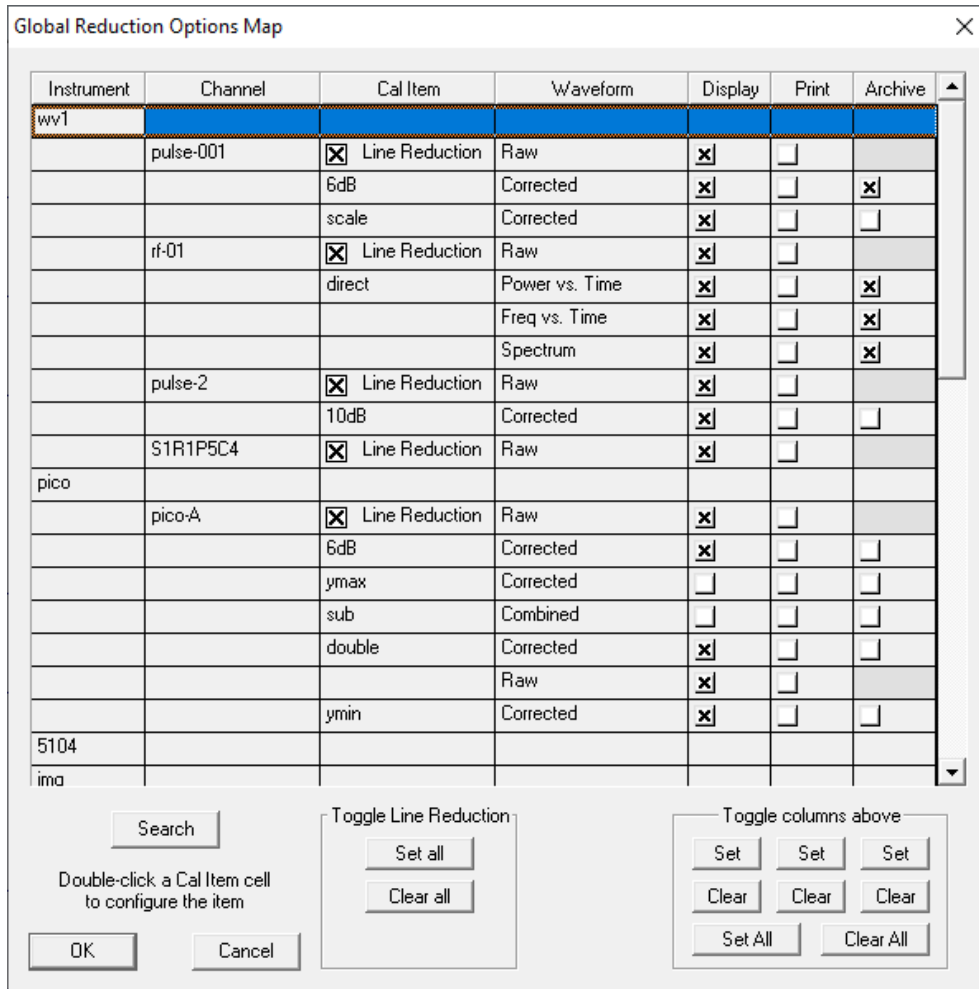 Global Reduction Options Map
Instrument Channel Cal Item Waveform Display Print Archive
wv1
pulse-001 Line Reduction Raw
6dB Corrected
scale Corrected
rf-01 Line Reduction Raw
direct Power vs. Time
Freq vs. Time
Spectrum
pulse-2 Line Reduction Raw
10dB Corrected
S1R1P5C4 Line Reduction Raw
pico
pico-A Line Reduction Raw
6dB Corrected
ymax Corrected
sub Combined
double Corrected
Raw
ymin Corrected
5104
img
Search
Double-click a Cal Item cell
to configure the item
OK Cancel
Toggle Line Reduction
Set all
Clear all
Toggle columns above
Set Set Set
Clear Clear Clear
Set All Clear All